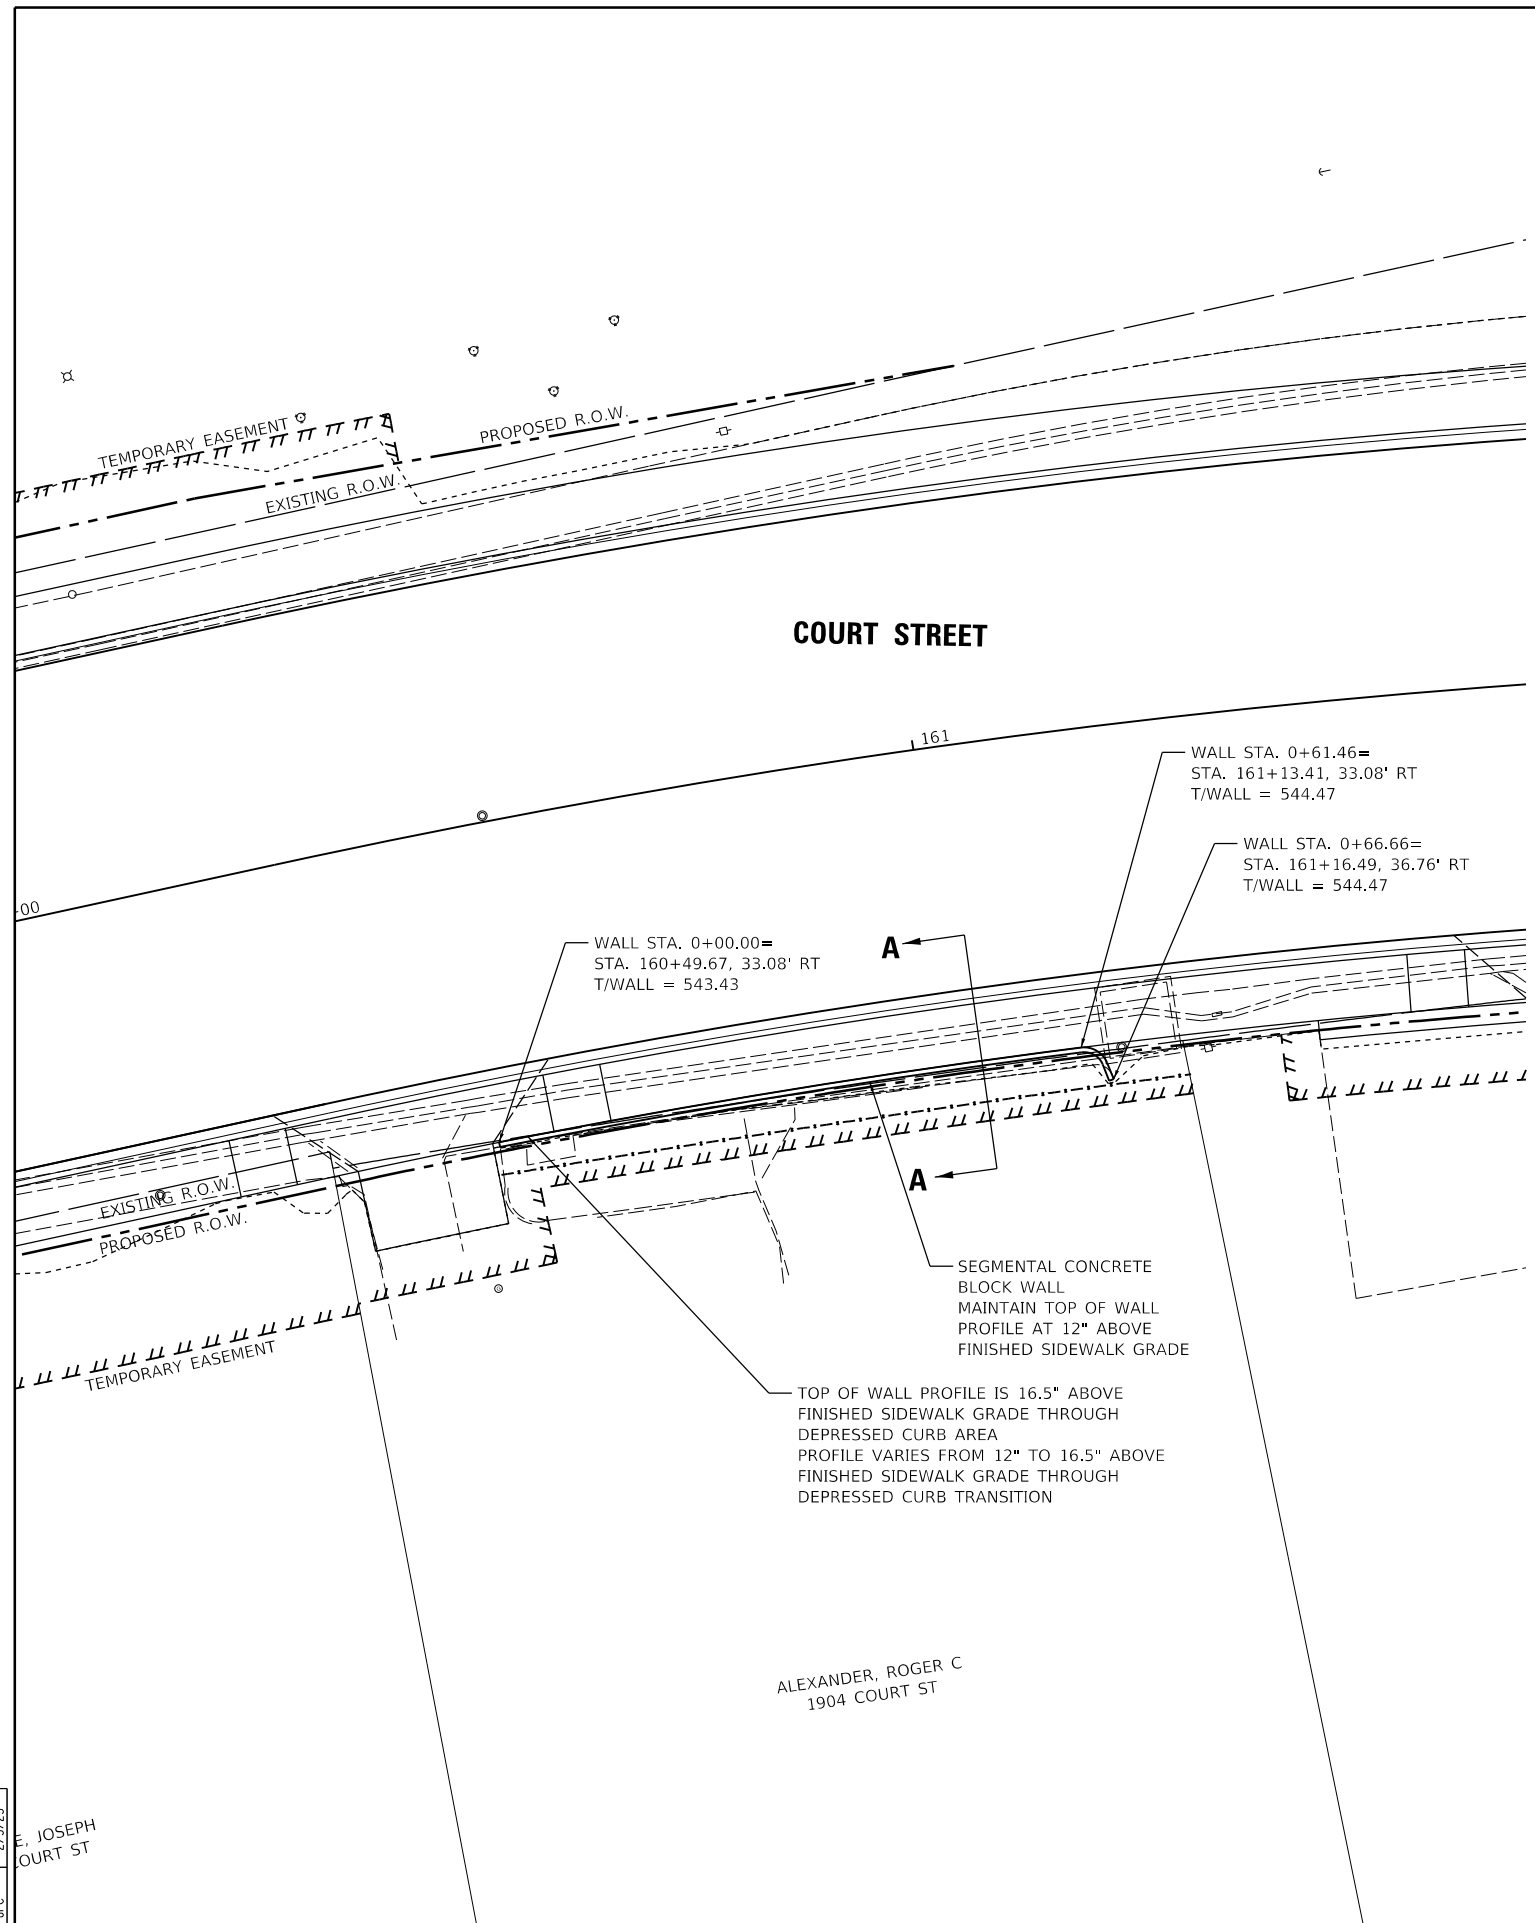 TEMPORARY EASEMENT
PROPOSED R.O.W.
EXISTING R.O.W.
COURT STREET
161
WALL STA. 0+61.46=
STA. 161+13.41, 33.08' RT
T/WALL = 544.47
WALL STA. 0+66.66=
STA. 161+16.49, 36.76' RT
T/WALL = 544.47
+00
WALL STA. 0+00.00=
STA. 160+49.67, 33.08' RT
T/WALL = 543.43
A
A
EXISTING R.O.W.
PROPOSED R.O.W.
TEMPORARY EASEMENT
SEGMENTAL CONCRETE
BLOCK WALL
MAINTAIN TOP OF WALL
PROFILE AT 12" ABOVE
FINISHED SIDEWALK GRADE
TOP OF WALL PROFILE IS 16.5" ABOVE
FINISHED SIDEWALK GRADE THROUGH
DEPRESSED CURB AREA
PROFILE VARIES FROM 12" TO 16.5" ABOVE
FINISHED SIDEWALK GRADE THROUGH
DEPRESSED CURB TRANSITION
ALEXANDER, ROGER C
1904 COURT ST
E, JOSEPH
COURT ST